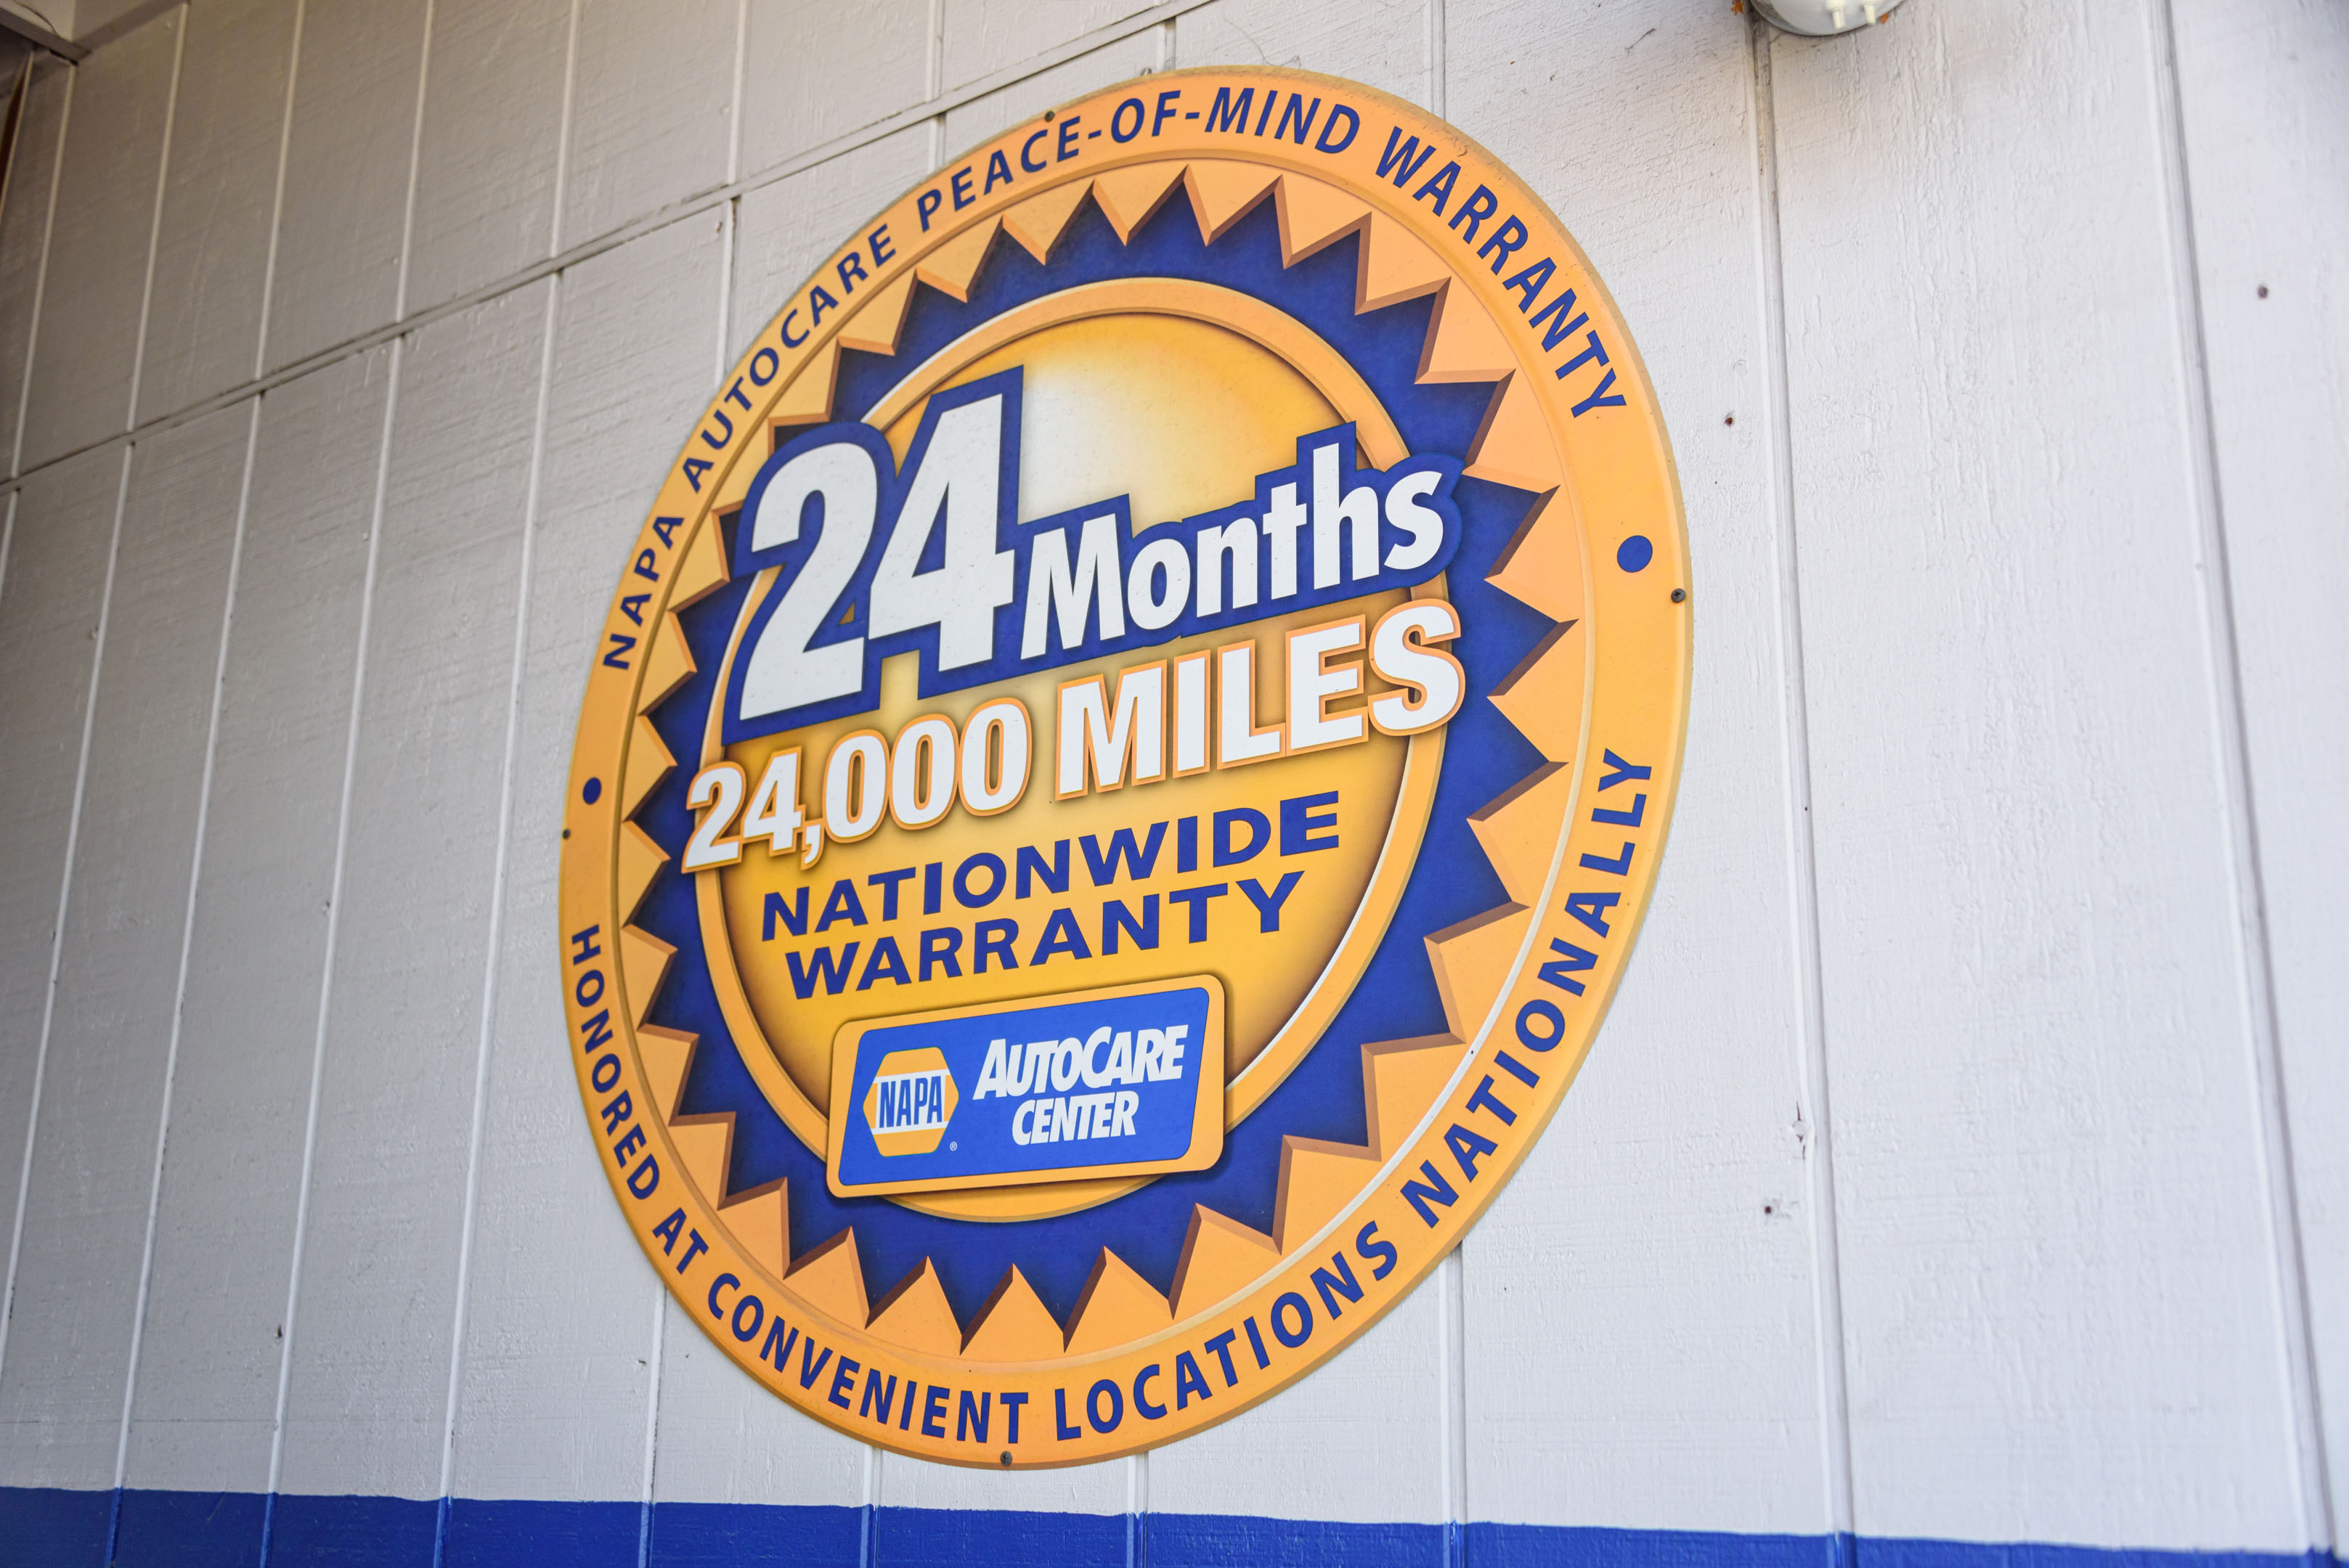 NAPA AUTOCARE PEACE-OF-MIND WARRANTY
24 Months
24,000 MILES
NATIONWIDE
WARRANTY
NAPA
®
AUTOCARE
CENTER
HONORED AT CONVENIENT LOCATIONS NATIONALLY